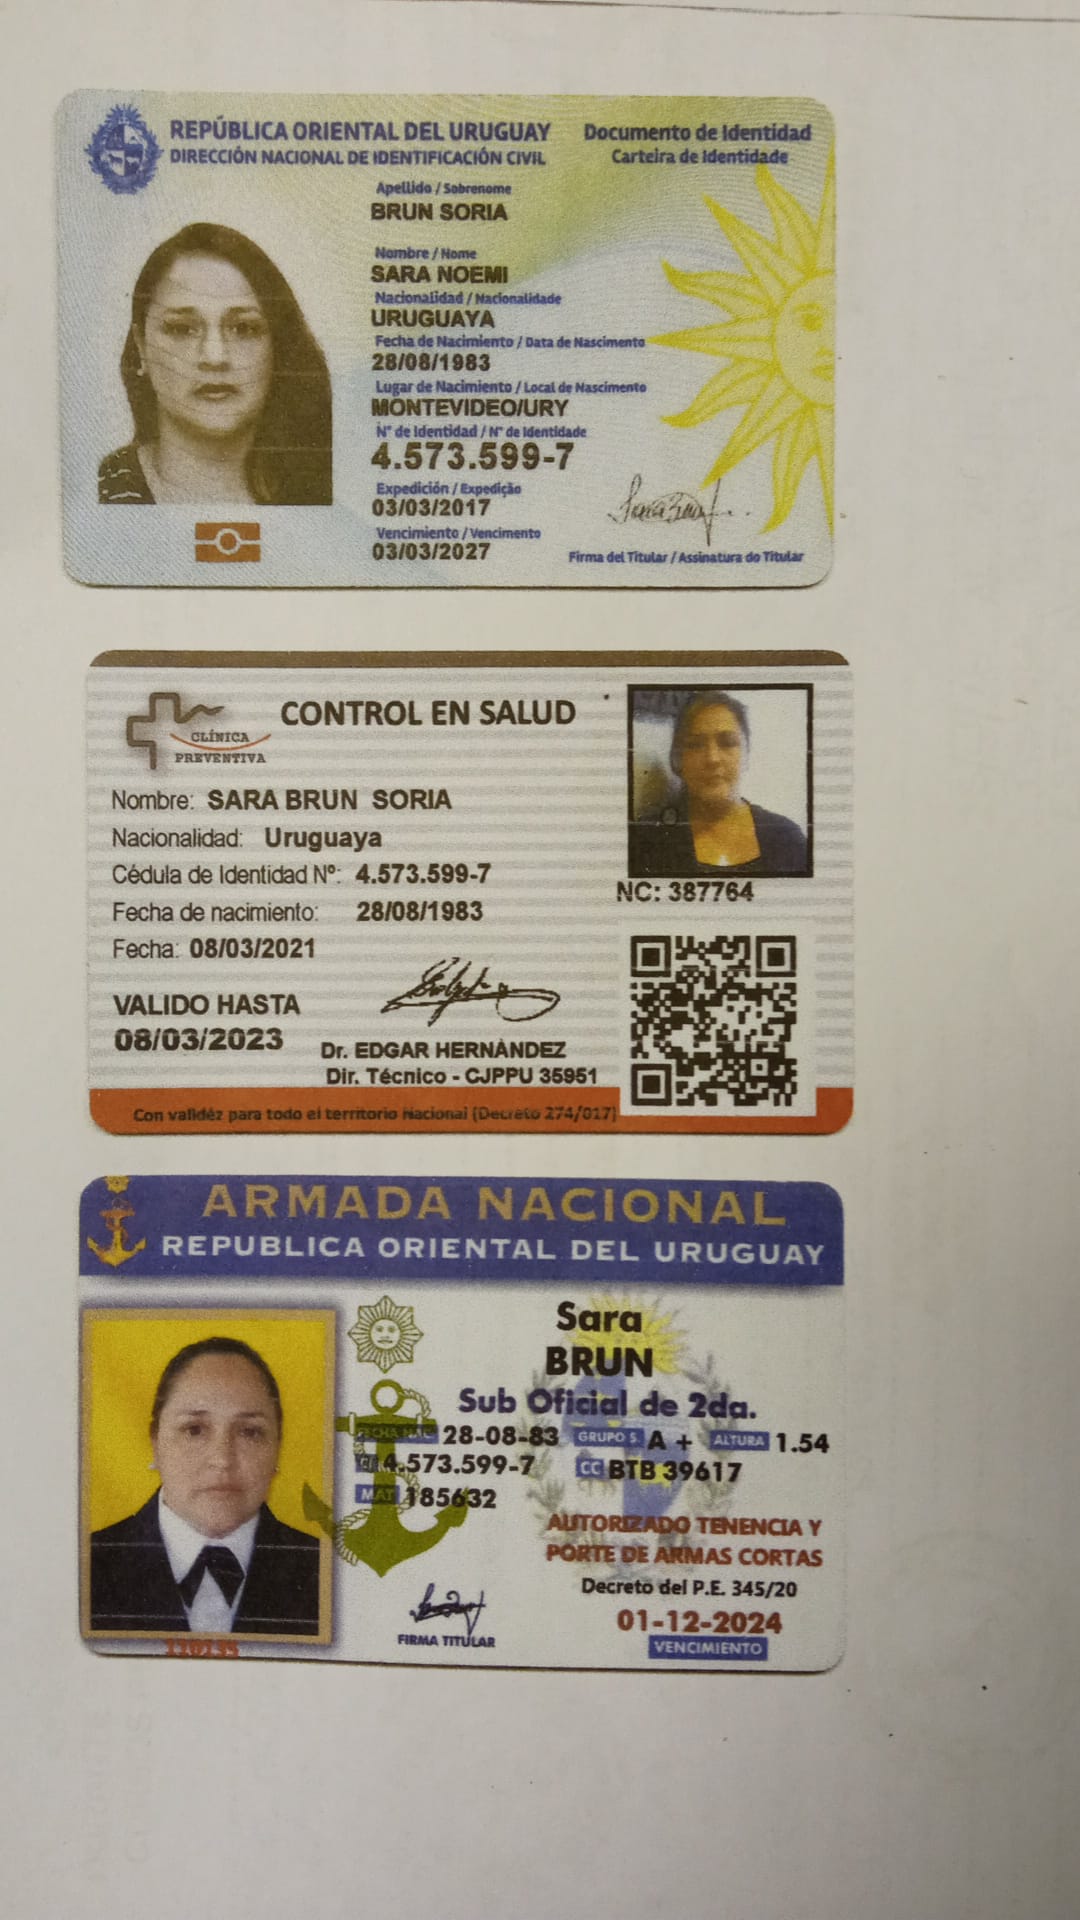 REPÚBLICA ORIENTAL DEL URUGUAY
DIRECCIÓN NACIONAL DE IDENTIFICACIÓN CIVIL
Documento de Identidad
Carteira de Identidade
Apellido / Sobrenome
BRUN SORIA
Nombre / Nome
SARA NOEMI
Nacionalidad / Nacionalidade
URUGUAYA
Fecha de Nacimiento / Data de Nascimento
28/08/1983
Lugar de Nacimiento / Local de Nascimento
MONTEVIDEO/URY
N° de Identidad / N° de Identidade
4.573.599-7
Expedición / Expedição
03/03/2017
Vencimiento / Vencimento
03/03/2027
Firma del Titular / Assinatura do Titular
CLÍNICA
PREVENTIVA
CONTROL EN SALUD
Nombre: SARA BRUN SORIA
Nacionalidad: Uruguaya
Cédula de Identidad Nº: 4.573.599-7
Fecha de nacimiento: 28/08/1983
Fecha: 08/03/2021
VALIDO HASTA
08/03/2023
NC: 387764
Dr. EDGAR HERNÀNDEZ
Dir. Técnico - CJPPU 35951
Con validéz para todo el territorio Nacional (Decreto 274/017)
ARMADA NACIONAL
REPUBLICA ORIENTAL DEL URUGUAY
Sara
BRUN
Sub Oficial de 2da.
FECHA NAC 28-08-83 GRUPO S. A + ALTURA 1.54
CI 4.573.599-7 CC BTB 39617
MAT 185632
AUTORIZADO TENENCIA Y
PORTE DE ARMAS CORTAS
Decreto del P.E. 345/20
01-12-2024
VENCIMIENTO
FIRMA TITULAR